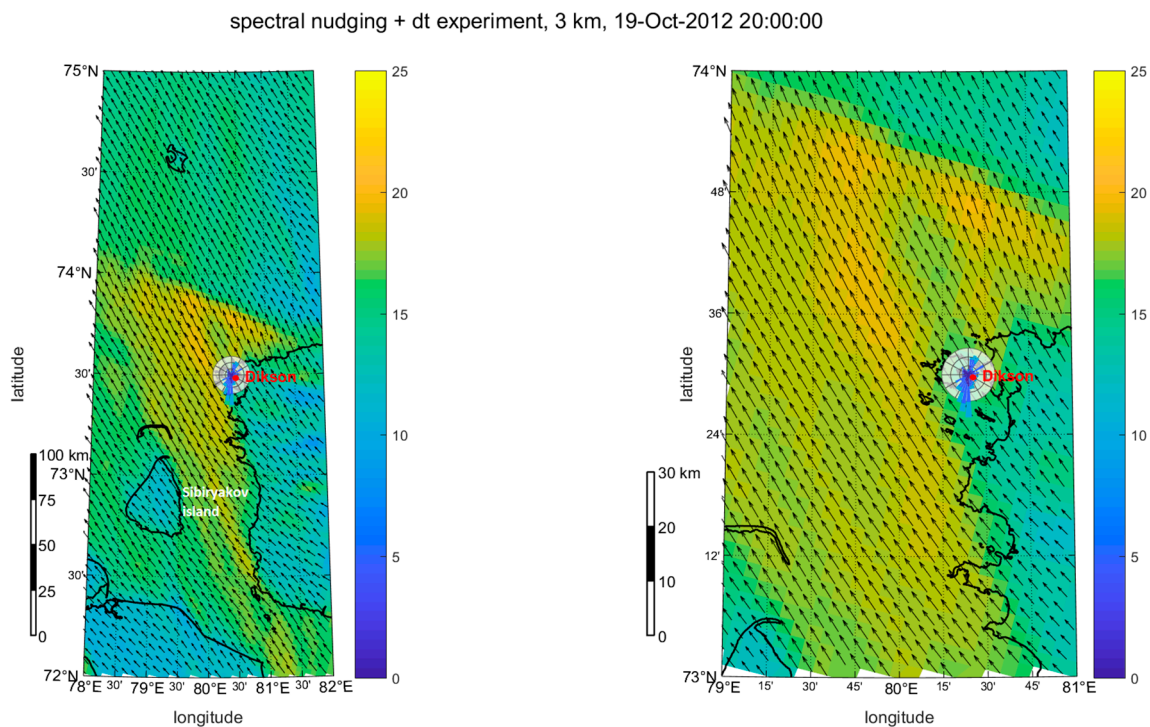 spectral nudging + dt experiment, 3 km, 19-Oct-2012 20:00:00
75°N
30'
74°N
30'
73°N
30'
72°N
78°E 30' 79°E 30' 80°E 30' 81°E 30' 82°E
longitude
latitude
100 km
75
50
25
0
Dikson
Sibiryakov
island
25
20
15
10
5
0
74°N
48'
36'
24'
12'
73°N
79°E 15' 30' 45' 80°E 15' 30' 45' 81°E
longitude
latitude
30 km
20
10
0
Dikson
25
20
15
10
5
0